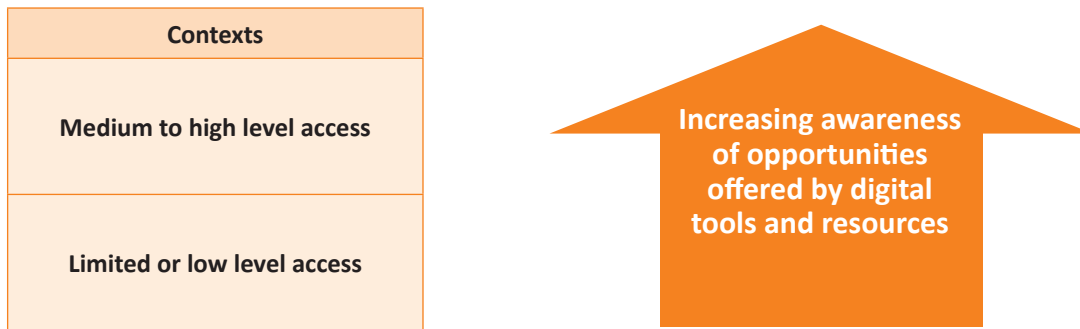 Contexts
Medium to high level access
Limited or low level access
Increasing awareness
of opportunities
offered by digital
tools and resources